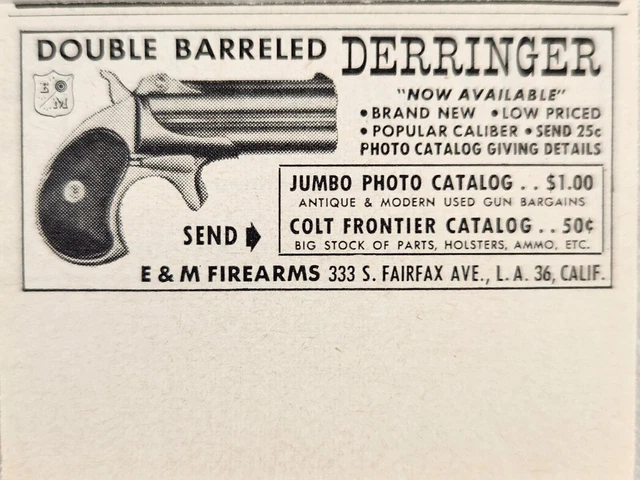 DOUBLE BARRELED DERRINGER
E
M
"NOW AVAILABLE"
• BRAND NEW • LOW PRICED
• POPULAR CALIBER • SEND 25¢
PHOTO CATALOG GIVING DETAILS
JUMBO PHOTO CATALOG . . $1.00
ANTIQUE & MODERN USED GUN BARGAINS
SEND
COLT FRONTIER CATALOG . . 50¢
BIG STOCK OF PARTS, HOLSTERS, AMMO, ETC.
E & M FIREARMS 333 S. FAIRFAX AVE., L. A. 36, CALIF.